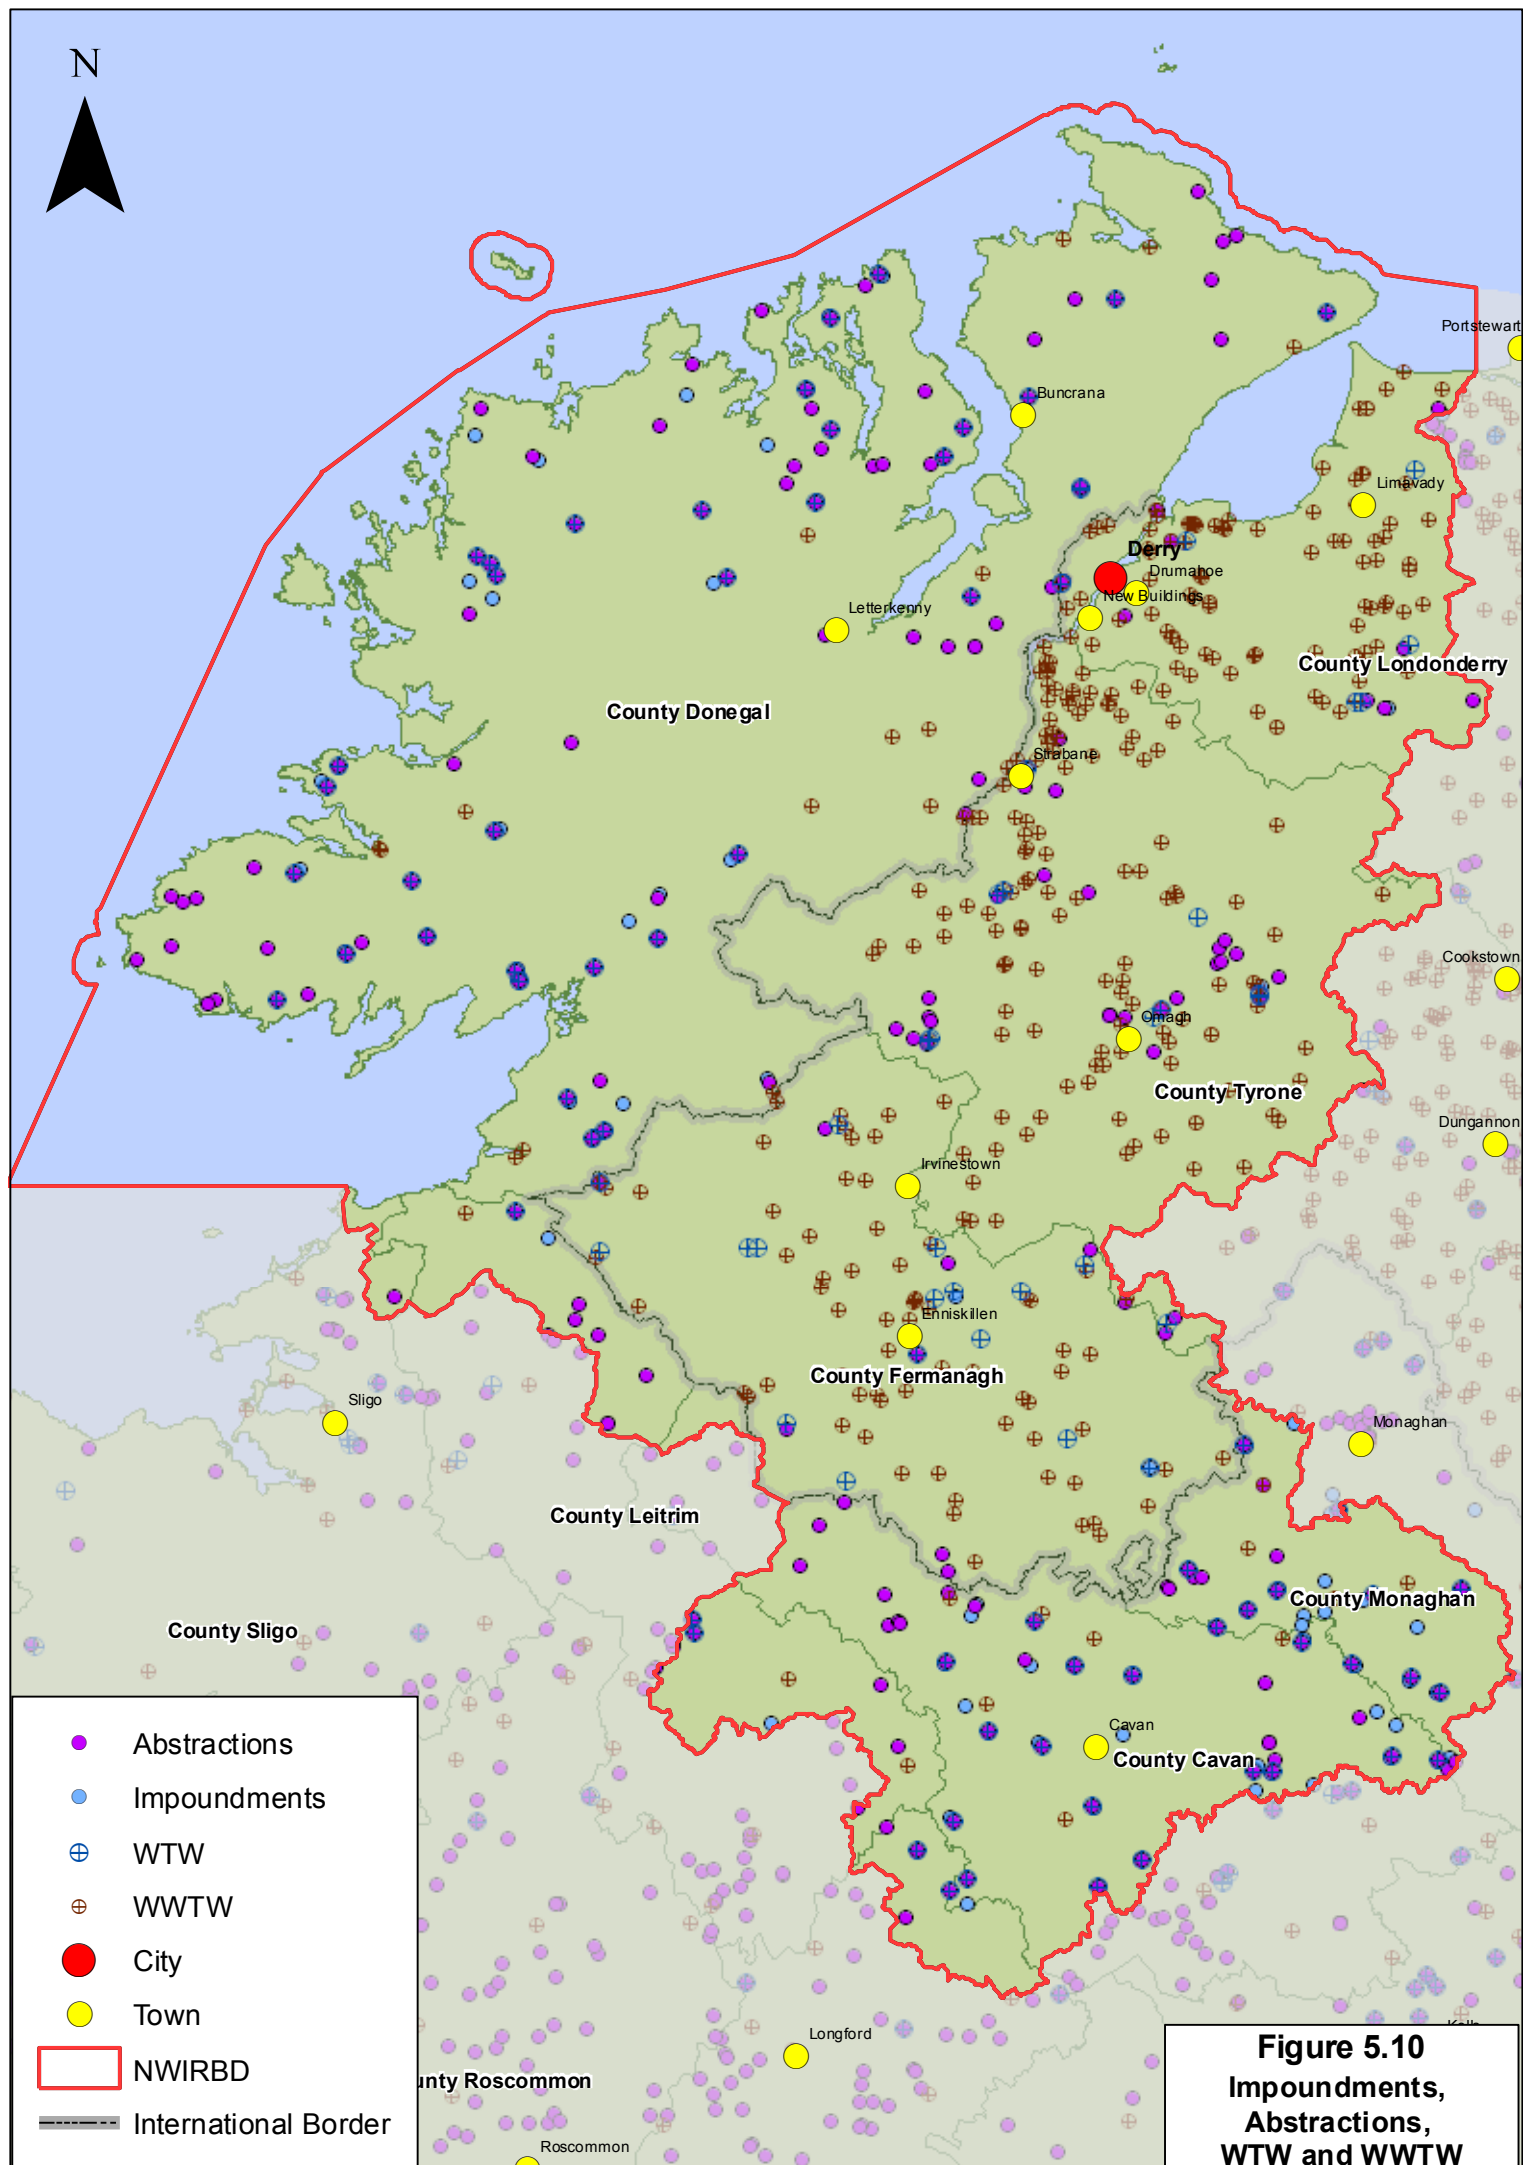 N
Portstewart
Buncrana
Limavady
Derry
Drumahoe
New Buildings
Letterkenny
County Londonderry
County Donegal
Strabane
Cookstown
Omagh
County Tyrone
Dungannon
Irvinestown
Enniskillen
County Fermanagh
Sligo
Monaghan
County Leitrim
County Monaghan
County Sligo
Cavan
County Cavan
Abstractions
Impoundments
WTW
WWTW
City
Town
NWIRBD
International Border
Longford
unty Roscommon
Roscommon
Figure 5.10
Impoundments,
Abstractions,
WTW and WWTW